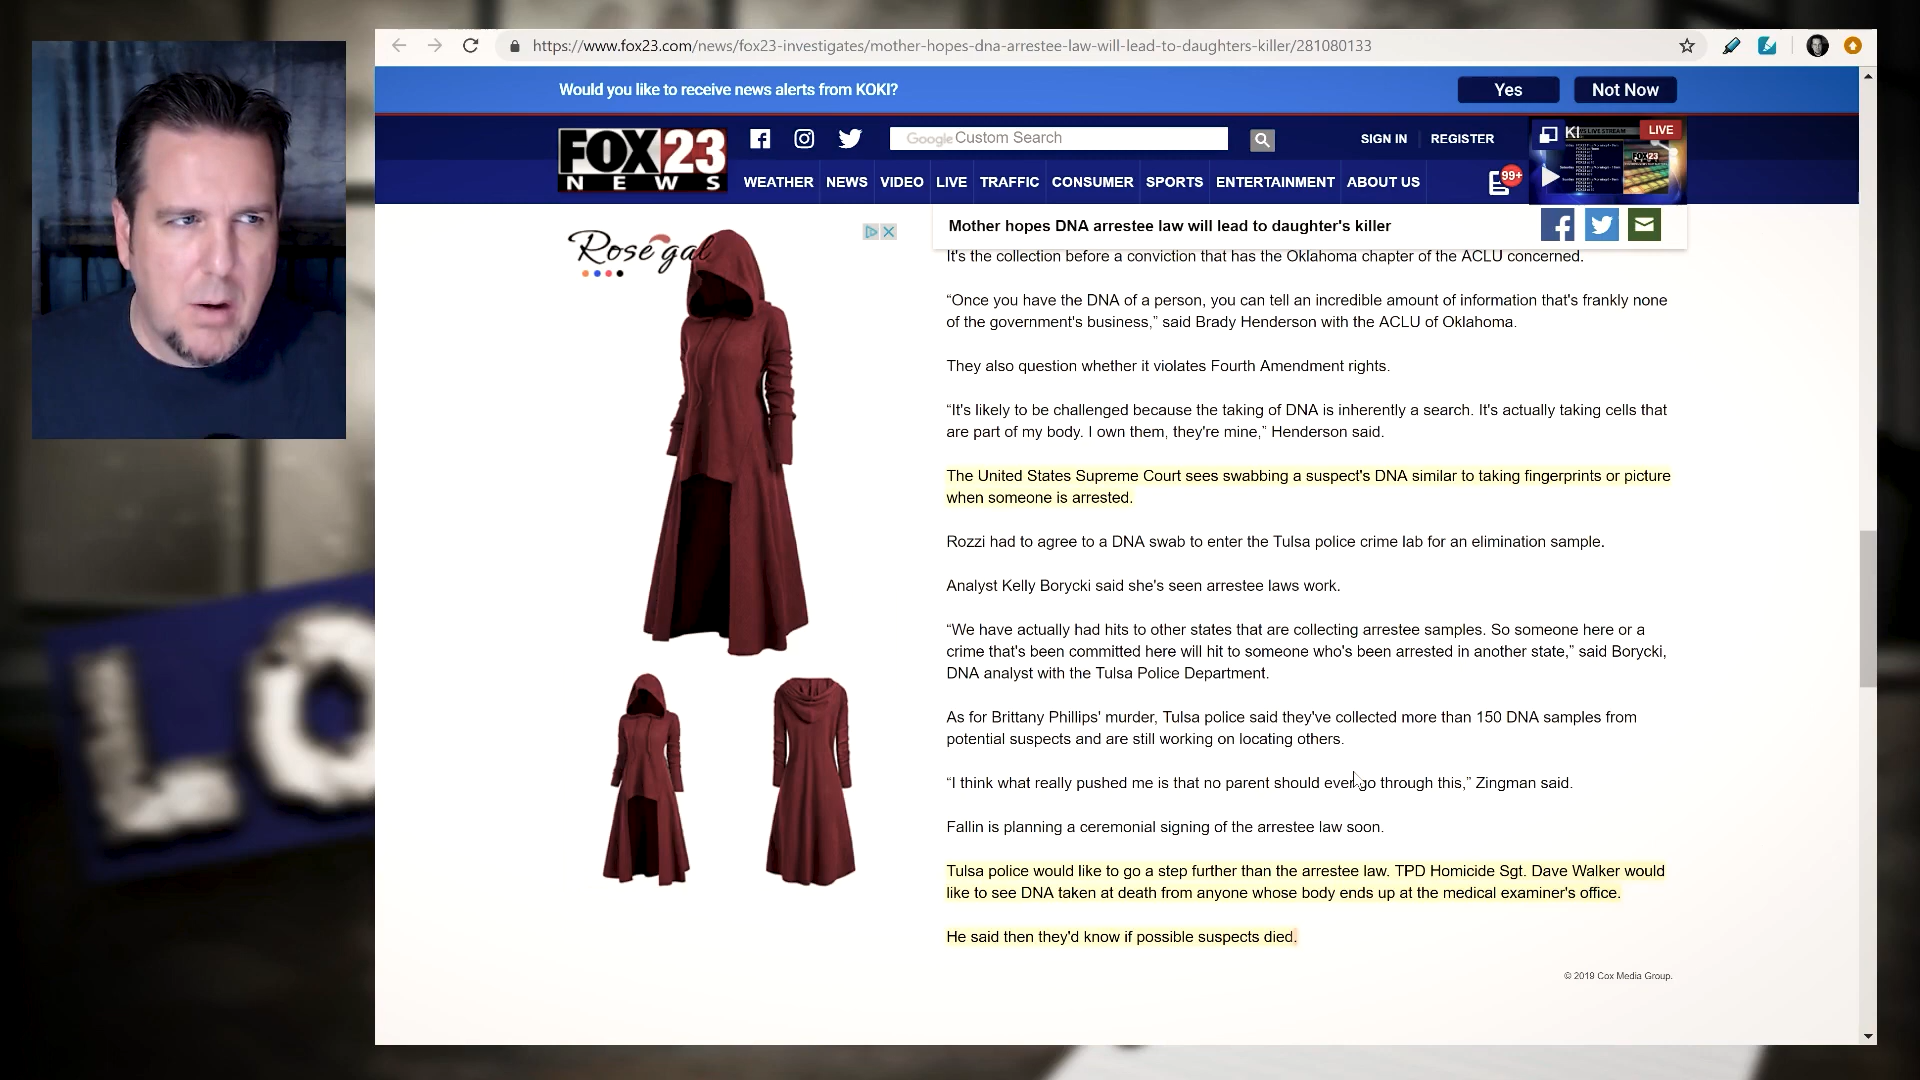 https://www.fox23.com/news/fox23-investigates/mother-hopes-dna-arrestee-law-will-lead-to-daughters-killer/281080133
Would you like to receive news alerts from KOKI?
Yes
Not Now
FOX23
NEWS
Google Custom Search
SIGN IN
REGISTER
KI
LIVE
WEATHER NEWS VIDEO LIVE TRAFFIC CONSUMER SPORTS ENTERTAINMENT ABOUT US
99+
FOX23
Rosegal
Mother hopes DNA arrestee law will lead to daughter's killer
It's the collection before a conviction that has the Oklahoma chapter of the ACLU concerned.
“Once you have the DNA of a person, you can tell an incredible amount of information that's frankly none
of the government's business,” said Brady Henderson with the ACLU of Oklahoma.
They also question whether it violates Fourth Amendment rights.
“It's likely to be challenged because the taking of DNA is inherently a search. It's actually taking cells that
are part of my body. I own them, they're mine,” Henderson said.
The United States Supreme Court sees swabbing a suspect's DNA similar to taking fingerprints or picture
when someone is arrested.
Rozzi had to agree to a DNA swab to enter the Tulsa police crime lab for an elimination sample.
Analyst Kelly Borycki said she's seen arrestee laws work.
“We have actually had hits to other states that are collecting arrestee samples. So someone here or a
crime that's been committed here will hit to someone who's been arrested in another state,” said Borycki,
DNA analyst with the Tulsa Police Department.
As for Brittany Phillips' murder, Tulsa police said they've collected more than 150 DNA samples from
potential suspects and are still working on locating others.
“I think what really pushed me is that no parent should ever go through this,” Zingman said.
Fallin is planning a ceremonial signing of the arrestee law soon.
Tulsa police would like to go a step further than the arrestee law. TPD Homicide Sgt. Dave Walker would
like to see DNA taken at death from anyone whose body ends up at the medical examiner's office.
He said then they'd know if possible suspects died.
© 2019 Cox Media Group.
LO